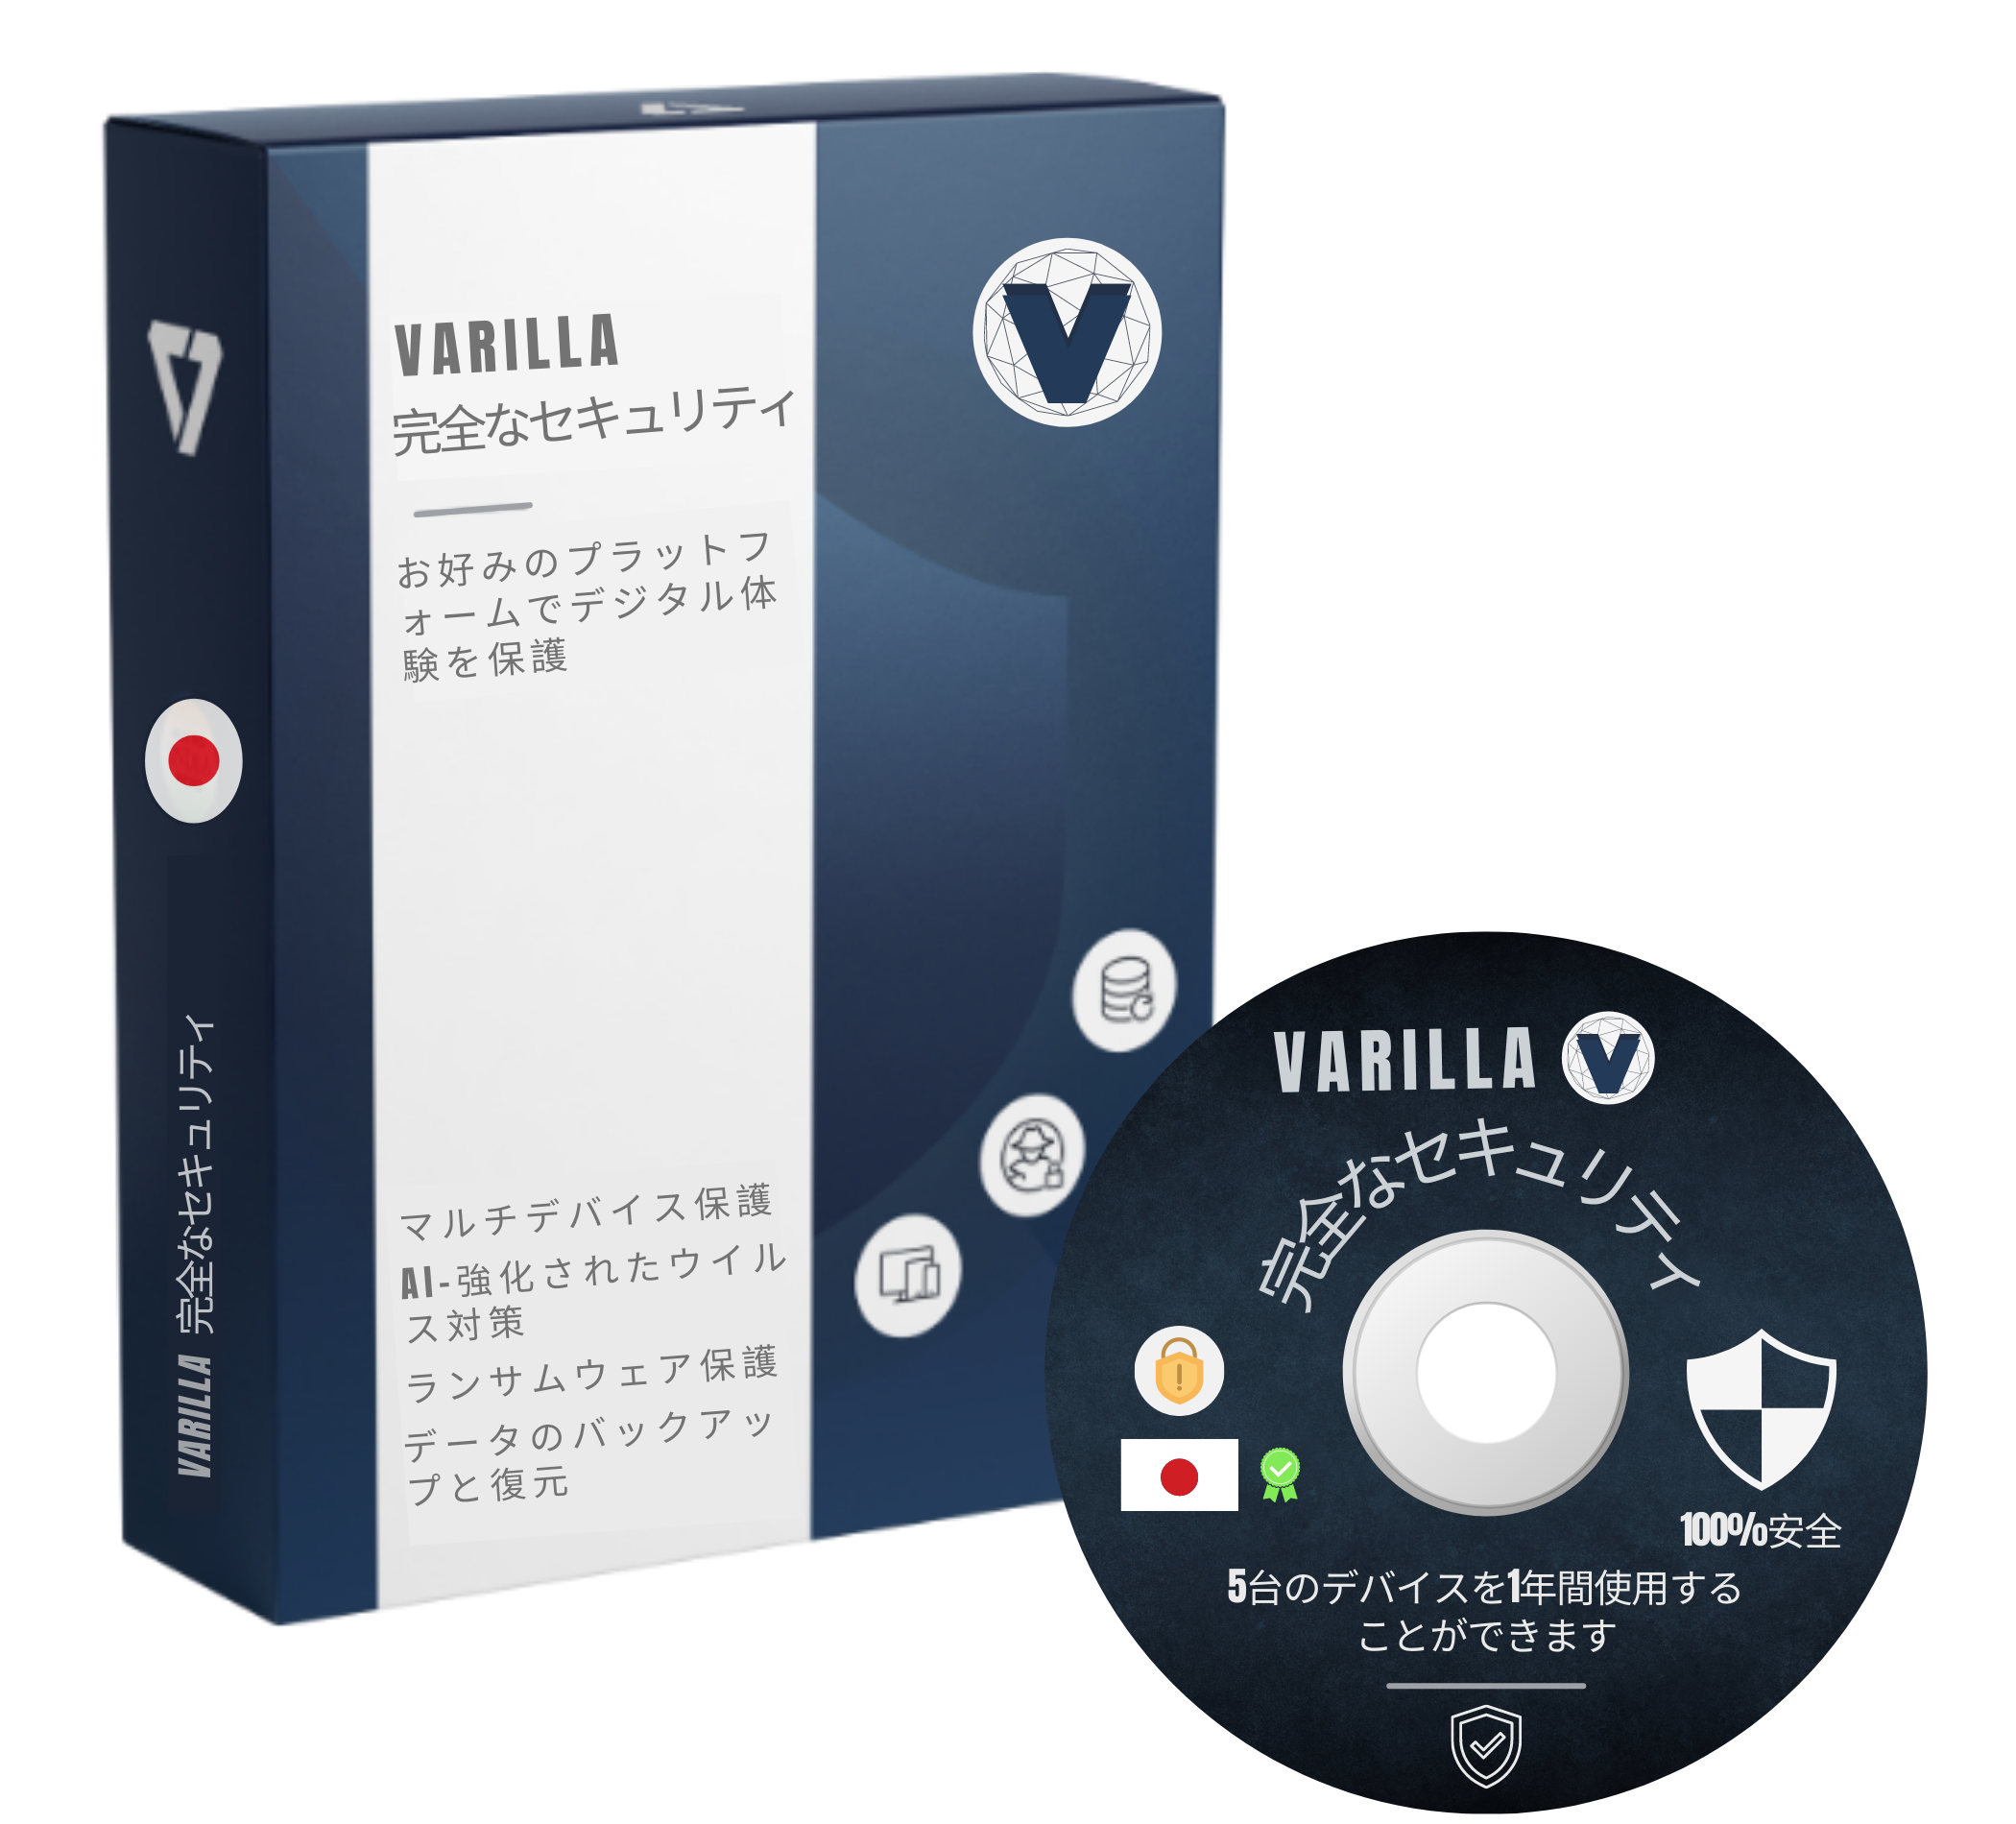 VARILLA
完全なセキュリティ
お好みのプラットフ
ォームでデジタル体
験を保護
マルチデバイス保護
AI-強化されたウイル
ス対策
ランサムウェア保護
データのバックアッ
プと復元
VARILLA 完全なセキュリティ
V
VARILLA
V
完全なセキュリティ
100%安全
5台のデバイスを1年間使用する
ことができます